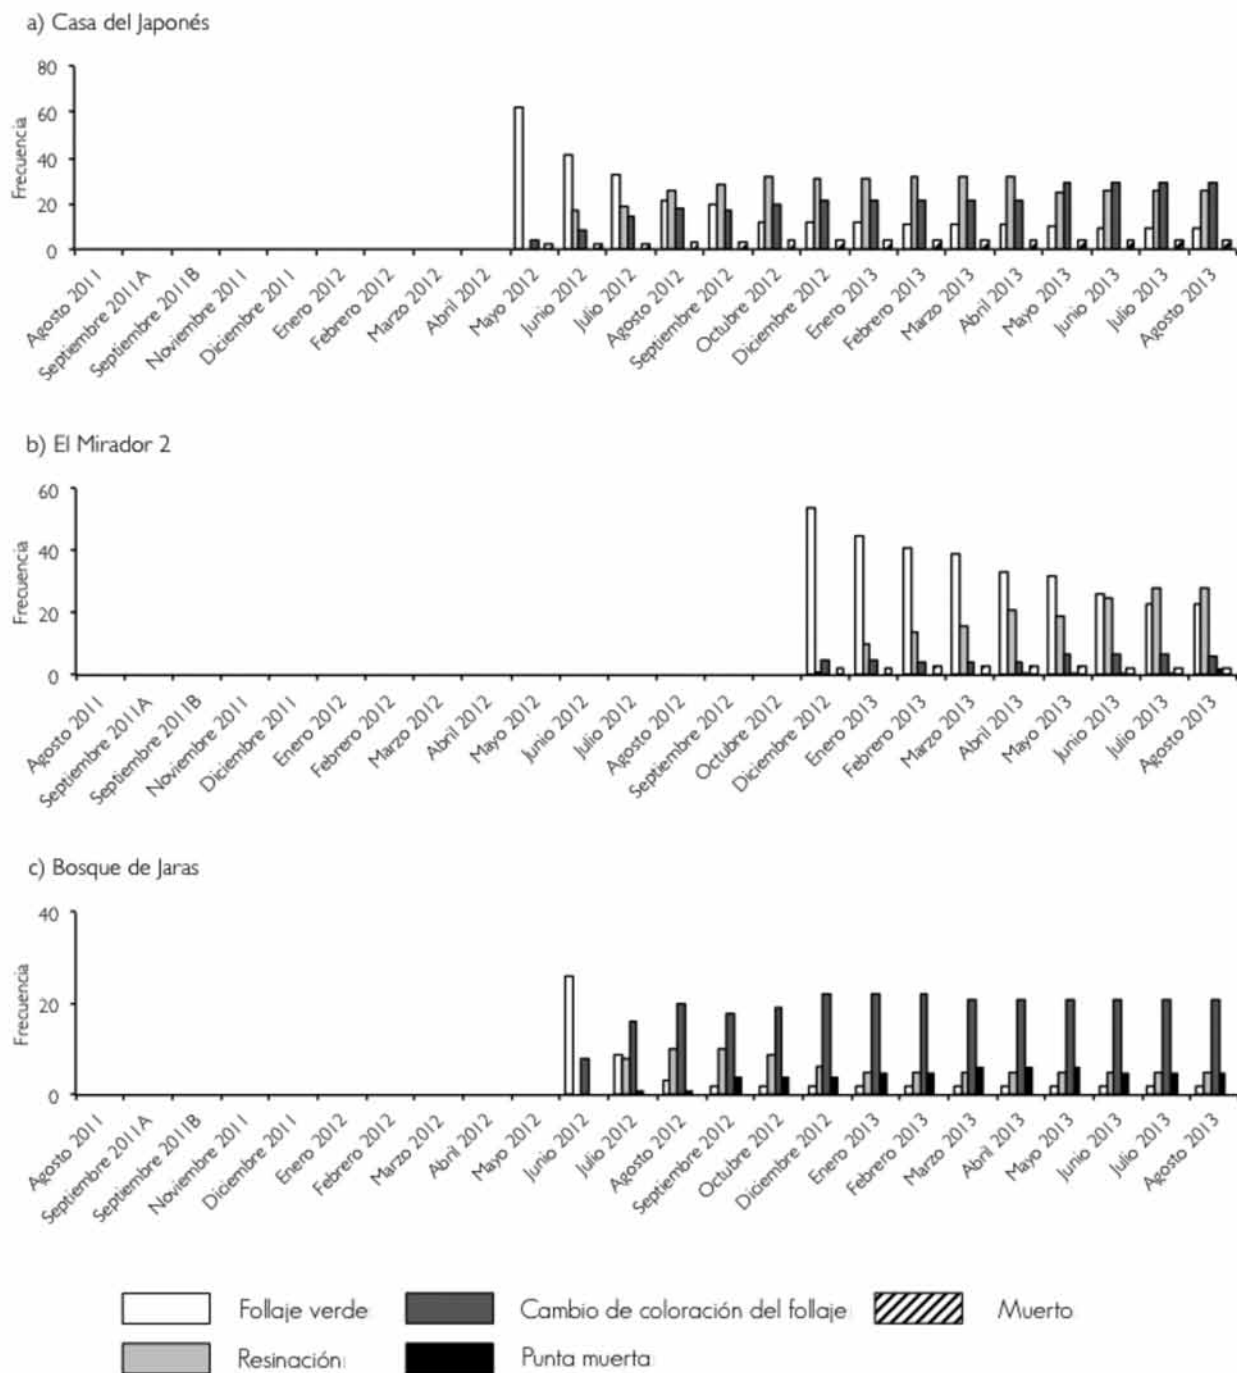 a) Casa del Japonés
80
60
40
20
0
Frecuencia
Agosto 2011
Septiembre 2011A
Septiembre 2011B
Noviembre 2011
Diciembre 2011
Enero 2012
Febrero 2012
Marzo 2012
Abril 2012
Mayo 2012
Junio 2012
Julio 2012
Agosto 2012
Septiembre 2012
Octubre 2012
Diciembre 2012
Enero 2013
Febrero 2013
Marzo 2013
Abril 2013
Mayo 2013
Junio 2013
Julio 2013
Agosto 2013
b) El Mirador 2
60
40
20
0
Frecuencia
Agosto 2011
Septiembre 2011A
Septiembre 2011B
Noviembre 2011
Diciembre 2011
Enero 2012
Febrero 2012
Marzo 2012
Abril 2012
Mayo 2012
Junio 2012
Julio 2012
Agosto 2012
Septiembre 2012
Octubre 2012
Diciembre 2012
Enero 2013
Febrero 2013
Marzo 2013
Abril 2013
Mayo 2013
Junio 2013
Julio 2013
Agosto 2013
c) Bosque de Jaras
40
20
0
Frecuencia
Agosto 2011
Septiembre 2011A
Septiembre 2011B
Noviembre 2011
Diciembre 2011
Enero 2012
Febrero 2012
Marzo 2012
Abril 2012
Mayo 2012
Junio 2012
Julio 2012
Agosto 2012
Septiembre 2012
Octubre 2012
Diciembre 2012
Enero 2013
Febrero 2013
Marzo 2013
Abril 2013
Mayo 2013
Junio 2013
Julio 2013
Agosto 2013
Follaje verde
Cambio de coloración del follaje
Muerto
Resinación
Punta muerta